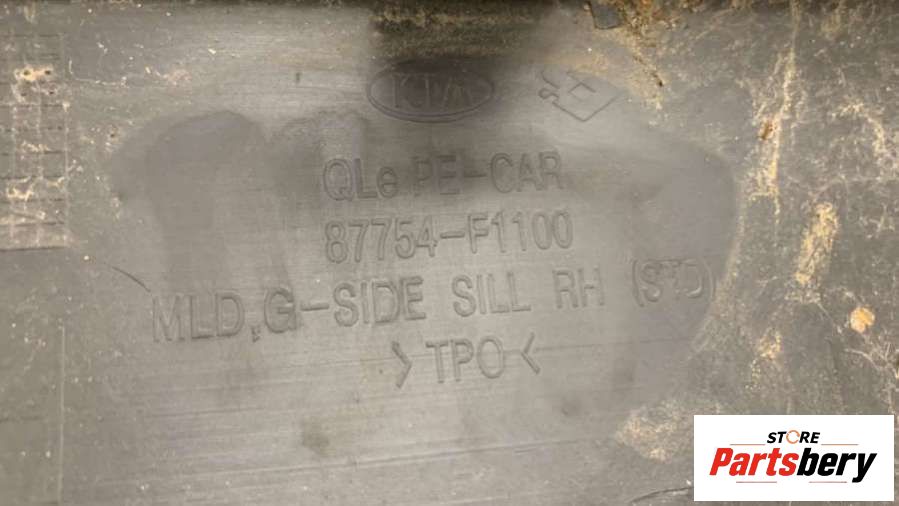 KIA
QLe PE-CAR
87754-F1100
MLD,G-SIDE SILL RH (STD)
>TPO<
STORE
Partsbery